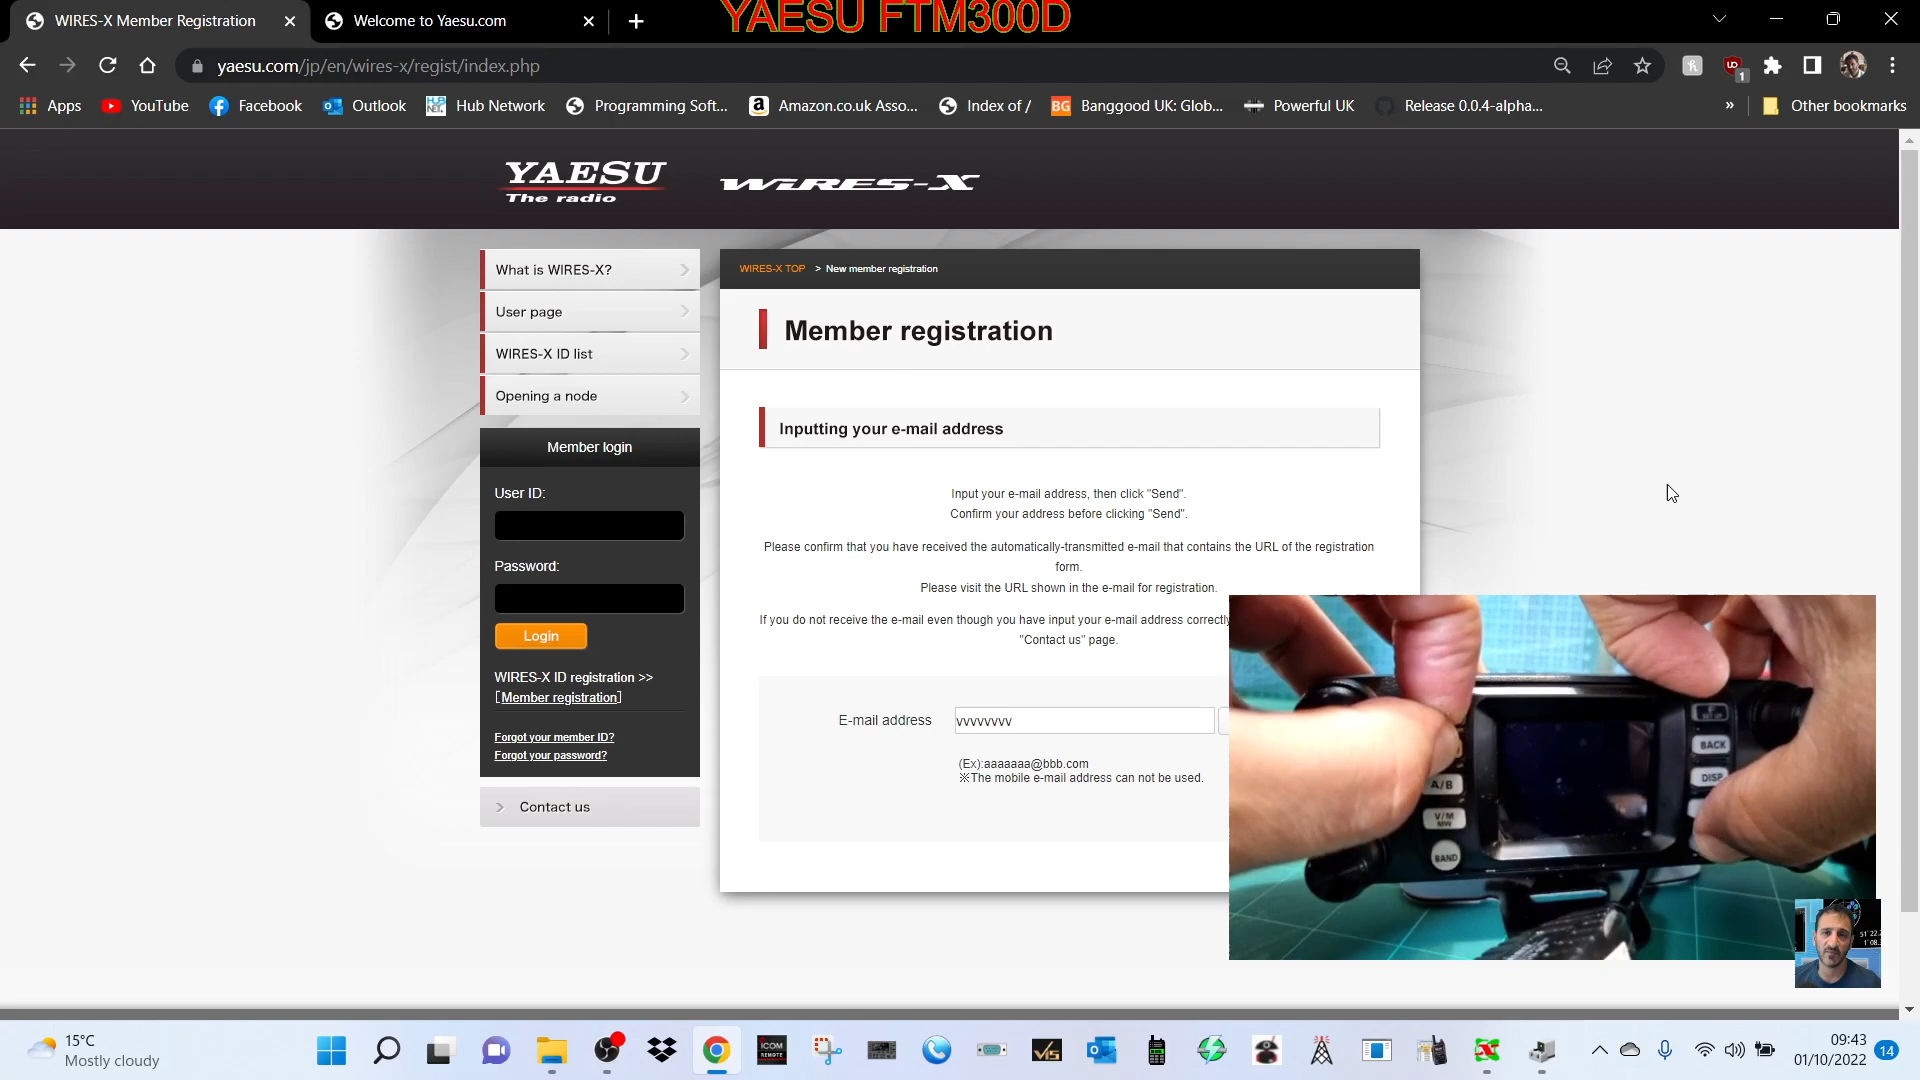 YAESU FTM300D
WIRES-X Member Registration
Welcome to Yaesu.com
yaesu.com/jp/en/wires-x/regist/index.php
1
Apps
YouTube
Facebook
Outlook
Hub Network
Programming Soft...
Amazon.co.uk Asso...
Index of /
BG
Banggood UK: Glob...
Powerful UK
Release 0.0.4-alpha...
»
Other bookmarks
YAESU
The radio
WiRES-X
What is WIRES-X?
User page
WIRES-X ID list
Opening a node
Member login
User ID:
Password:
Login
WIRES-X ID registration >>
[Member registration]
Forgot your member ID?
Forgot your password?
Contact us
WIRES-X TOP > New member registration
Member registration
Inputting your e-mail address
Input your e-mail address, then click "Send".
Confirm your address before clicking "Send".
Please confirm that you have received the automatically-transmitted e-mail that contains the URL of the registration
form.
Please visit the URL shown in the e-mail for registration.
If you do not receive the e-mail even though you have input your e-mail address correctly
"Contact us" page.
E-mail address
vvvvvvvv
(Ex):aaaaaaa@bbb.com
※The mobile e-mail address can not be used.
A/B
V/M
MW
BAND
SET UP
BACK
DISP
15°C
Mostly cloudy
ICOM
REMOTE
09:43
01/10/2022
14